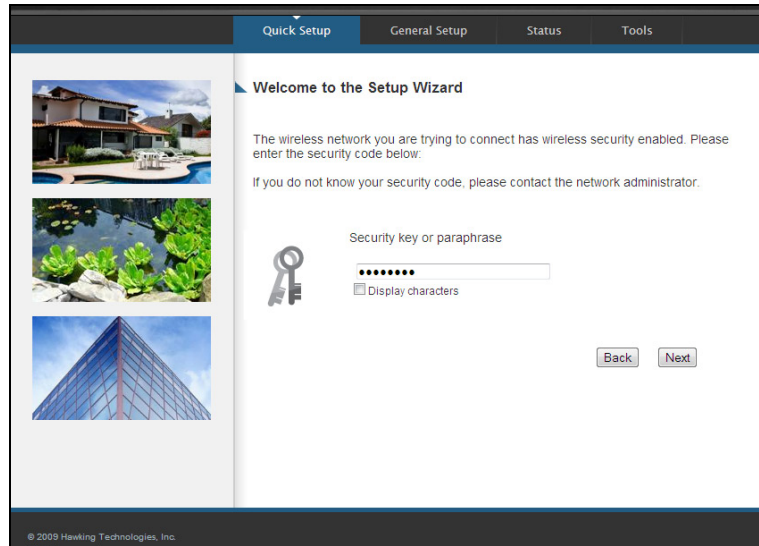 Quick Setup
General Setup
Status
Tools
Welcome to the Setup Wizard
The wireless network you are trying to connect has wireless security enabled. Please
enter the security code below:
If you do not know your security code, please contact the network administrator.
Security key or paraphrase
••••••••
Display characters
Back
Next
© 2009 Hawking Technologies, Inc.